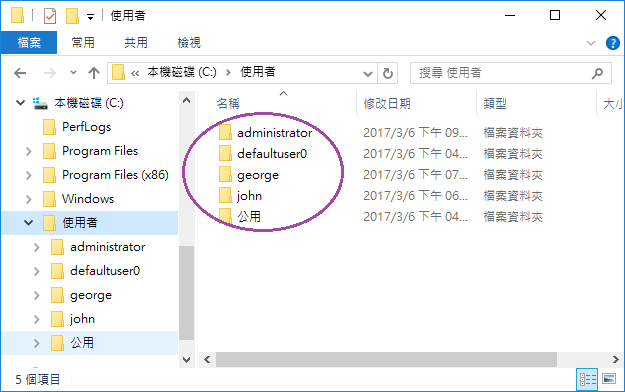 使用者
檔案 常用 共用 檢視
本機磁碟 (C:) 使用者 搜尋 使用者
本機磁碟 (C:)
PerfLogs
Program Files
Program Files (x86)
Windows
使用者
administrator
defaultuser0
george
john
公用
名稱 修改日期 類型 大小
administrator 2017/3/6 下午 09... 檔案資料夾
defaultuser0 2017/3/6 下午 04... 檔案資料夾
george 2017/3/6 下午 07... 檔案資料夾
john 2017/3/6 下午 06... 檔案資料夾
公用 2017/3/6 下午 04... 檔案資料夾
5 個項目